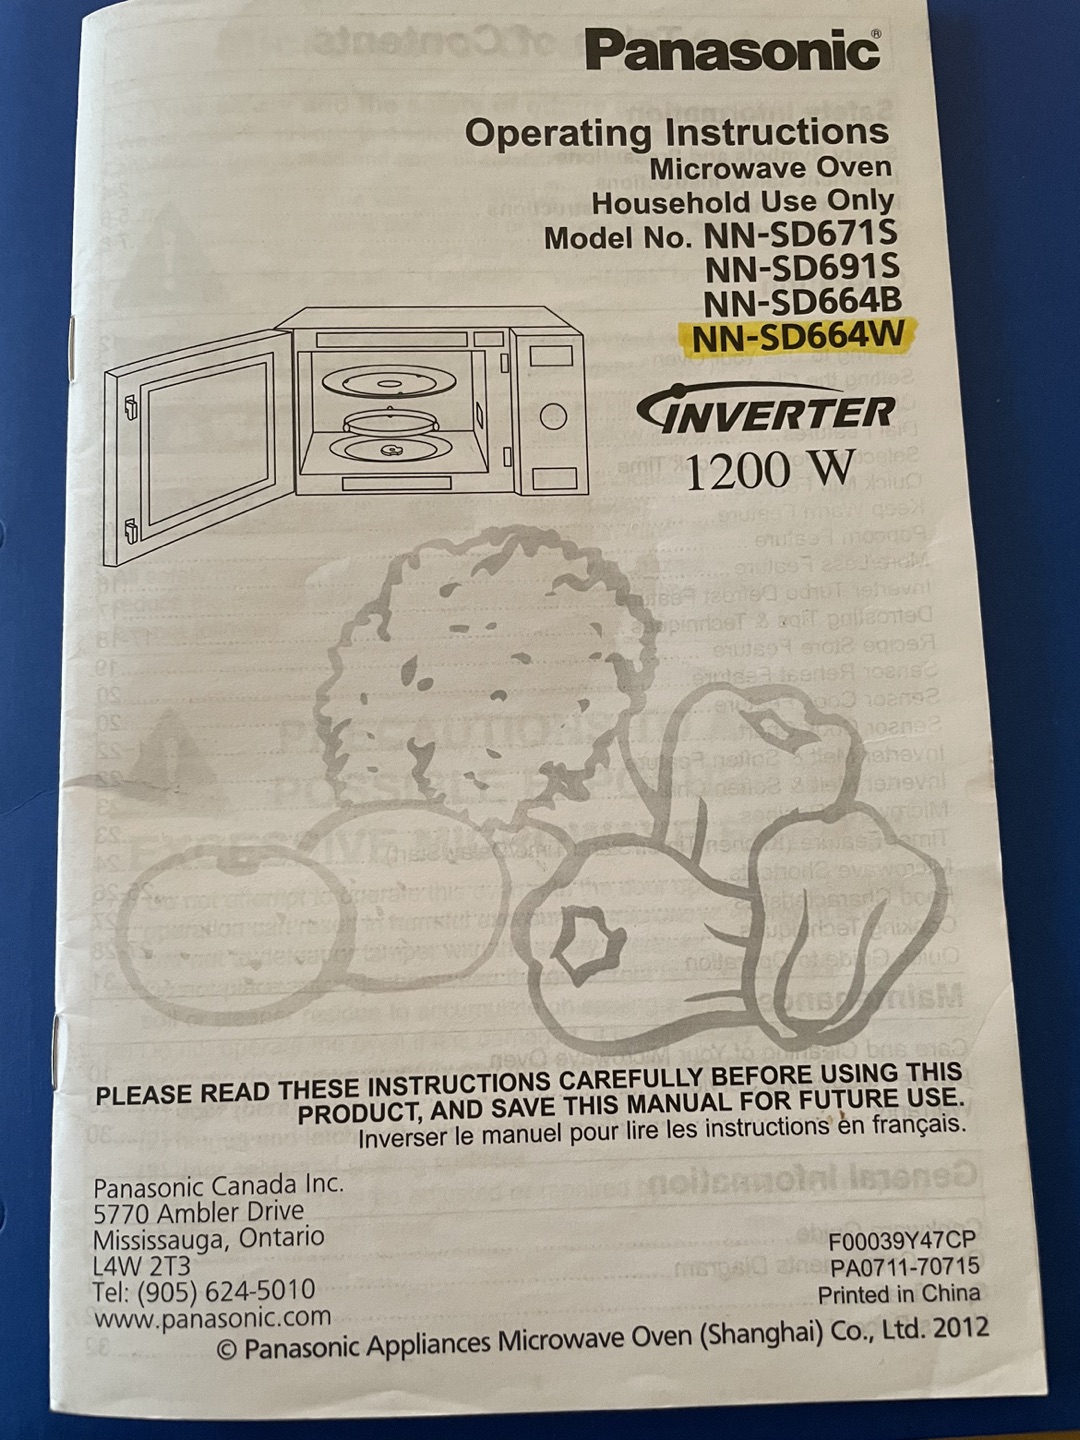 Panasonic®
Operating Instructions
Microwave Oven
Household Use Only
Model No. NN-SD671S
NN-SD691S
NN-SD664B
NN-SD664W
INVERTER
1200 W
PLEASE READ THESE INSTRUCTIONS CAREFULLY BEFORE USING THIS
PRODUCT, AND SAVE THIS MANUAL FOR FUTURE USE.
Inverser le manuel pour lire les instructions en français.
Panasonic Canada Inc.
5770 Ambler Drive
Mississauga, Ontario
L4W 2T3
Tel: (905) 624-5010
www.panasonic.com
F00039Y47CP
PA0711-70715
Printed in China
© Panasonic Appliances Microwave Oven (Shanghai) Co., Ltd. 2012